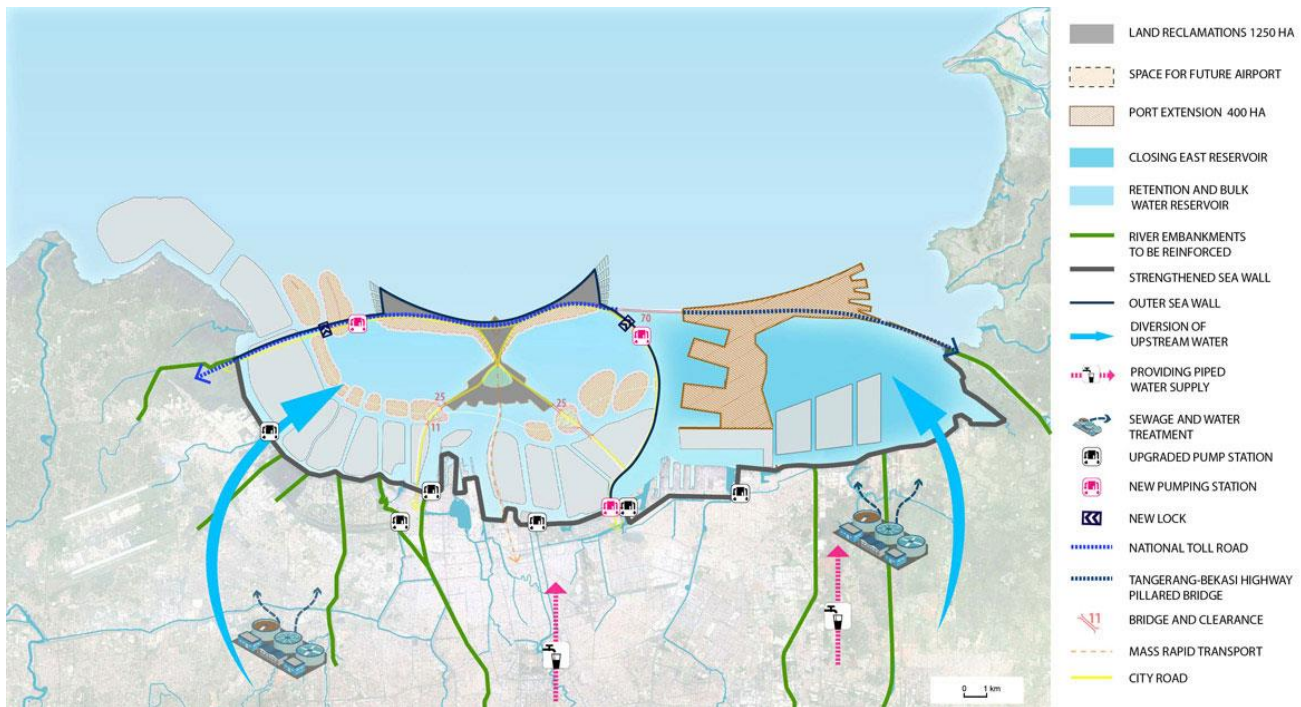 70
25
11
25
0 1 km
LAND RECLAMATIONS 1250 HA
SPACE FOR FUTURE AIRPORT
PORT EXTENSION 400 HA
CLOSING EAST RESERVOIR
RETENTION AND BULK
WATER RESERVOIR
RIVER EMBANKMENTS
TO BE REINFORCED
STRENGTHENED SEA WALL
OUTER SEA WALL
DIVERSION OF
UPSTREAM WATER
PROVIDING PIPED
WATER SUPPLY
SEWAGE AND WATER
TREATMENT
UPGRADED PUMP STATION
NEW PUMPING STATION
NEW LOCK
NATIONAL TOLL ROAD
TANGERANG-BEKASI HIGHWAY
PILLARED BRIDGE
11
BRIDGE AND CLEARANCE
MASS RAPID TRANSPORT
CITY ROAD